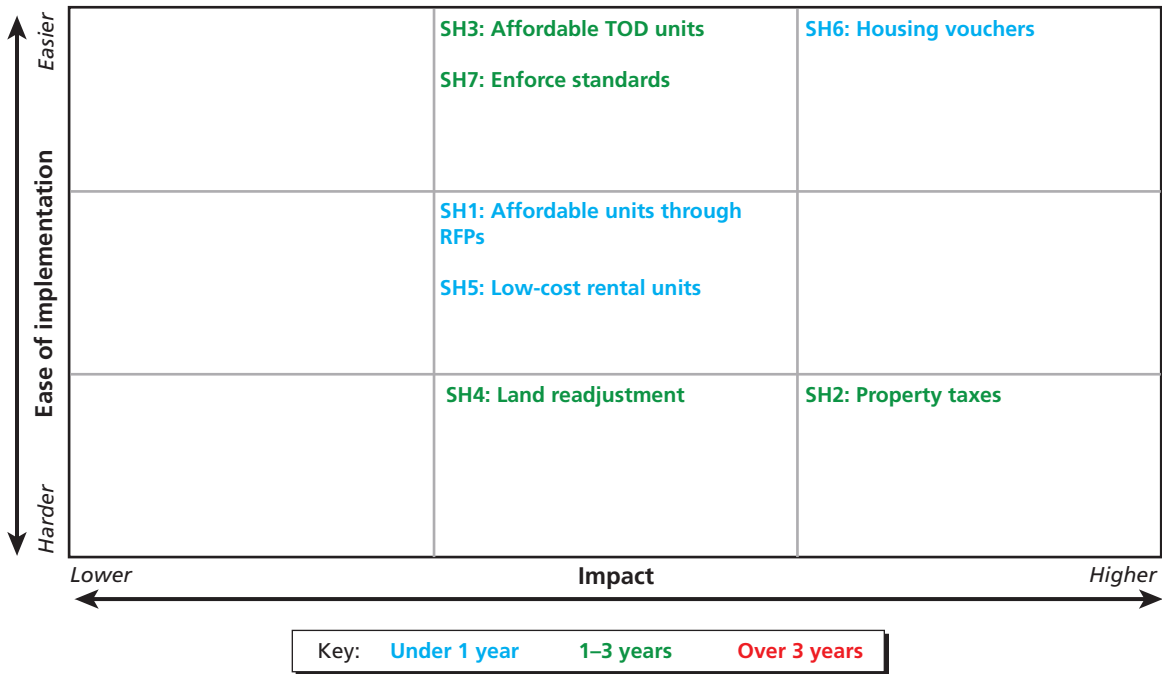 Easier
SH3: Affordable TOD units
SH6: Housing vouchers
SH7: Enforce standards
Ease of implementation
SH1: Affordable units through
RFPs
SH5: Low-cost rental units
SH4: Land readjustment
SH2: Property taxes
Harder
Lower
Impact
Higher
Key: Under 1 year 1–3 years Over 3 years